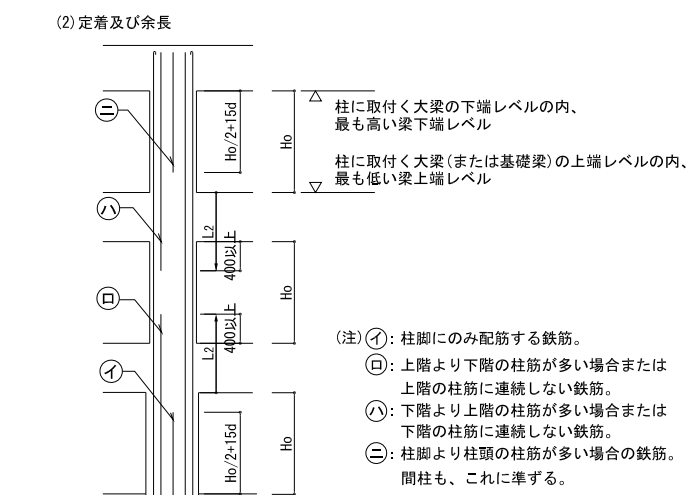 (2) 定着及び余長
柱に取付く大梁の下端レベルの内、
最も高い梁下端レベル
柱に取付く大梁(または基礎梁)の上端レベルの内、
最も低い梁上端レベル
ニ
Ho/2+15d
Ho
ハ
L2
400以上
Ho
ロ
400以上
L2
イ
Ho/2+15d
Ho
(注) イ: 柱脚にのみ配筋する鉄筋。
ロ: 上階より下階の柱筋が多い場合または
上階の柱筋に連続しない鉄筋。
ハ: 下階より上階の柱筋が多い場合または
下階の柱筋に連続しない鉄筋。
ニ: 柱脚より柱頭の柱筋が多い場合の鉄筋。
間柱も、これに準ずる。